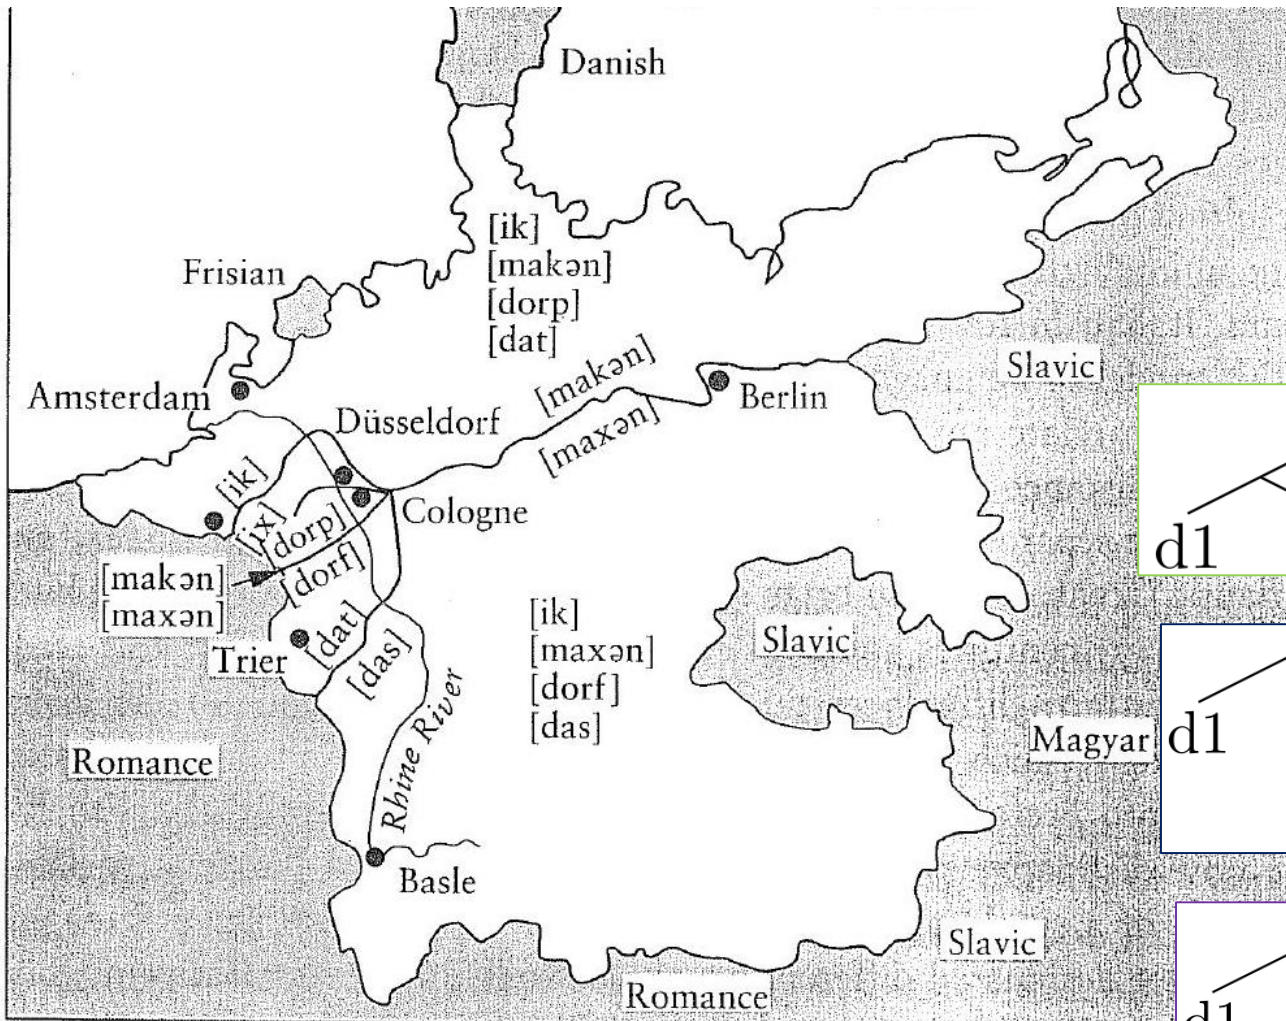 Danish
[ik]
[makən]
[dorp]
[dat]
Frisian
Slavic
[makən]
[maxən]
Amsterdam
Berlin
Düsseldorf
[ik]
[ix]
[dorp]
[dorf]
Cologne
d1
[makən]
[maxən]
[dat]
[das]
Trier
[ik]
[maxən]
[dorf]
[das]
Slavic
Romance
Rhine River
Magyar
d1
Basle
Slavic
Romance
d1